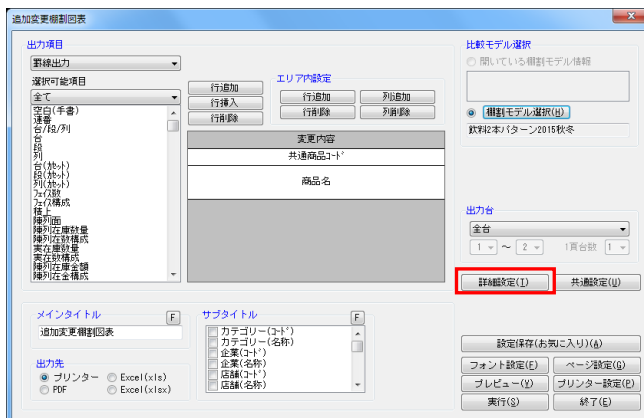 追加変更棚割図表
出力項目
罫線出力
選択可能項目
全て
空白(手書)
連番
台/段/列
台
段
列
台(ｶｾｯﾄ)
段(ｶｾｯﾄ)
列(ｶｾｯﾄ)
ﾌｪｲｽ数
ﾌｪｲｽ構成
積上
陳列面
陳列在庫数量
陳列在数構成
実在庫数量
実在数構成
陳列在庫金額
陳列在金構成
行追加
行挿入
行削除
エリア内設定
行追加
列追加
行削除
列削除
変更内容
共通商品ｺｰﾄﾞ
商品名
比較モデル選択
開いている棚割モデル情報
棚割モデル選択(H)
飲料2本パターン2015秋冬
出力台
全台
1 ～ 2 1頁台数 1
詳細設定(T)
共通設定(U)
メインタイトル F
追加変更棚割図表
出力先
プリンター Excel(xls)
PDF Excel(xlsx)
サブタイトル F
カテゴリー(ｺｰﾄﾞ)
カテゴリー(名称)
企業(ｺｰﾄﾞ)
企業(名称)
店舗(ｺｰﾄﾞ)
店舗(名称)
設定保存(お気に入り)(A)
フォント設定(F)
ページ設定(G)
プレビュー(V)
プリンター設定(P)
実行(S)
終了(E)